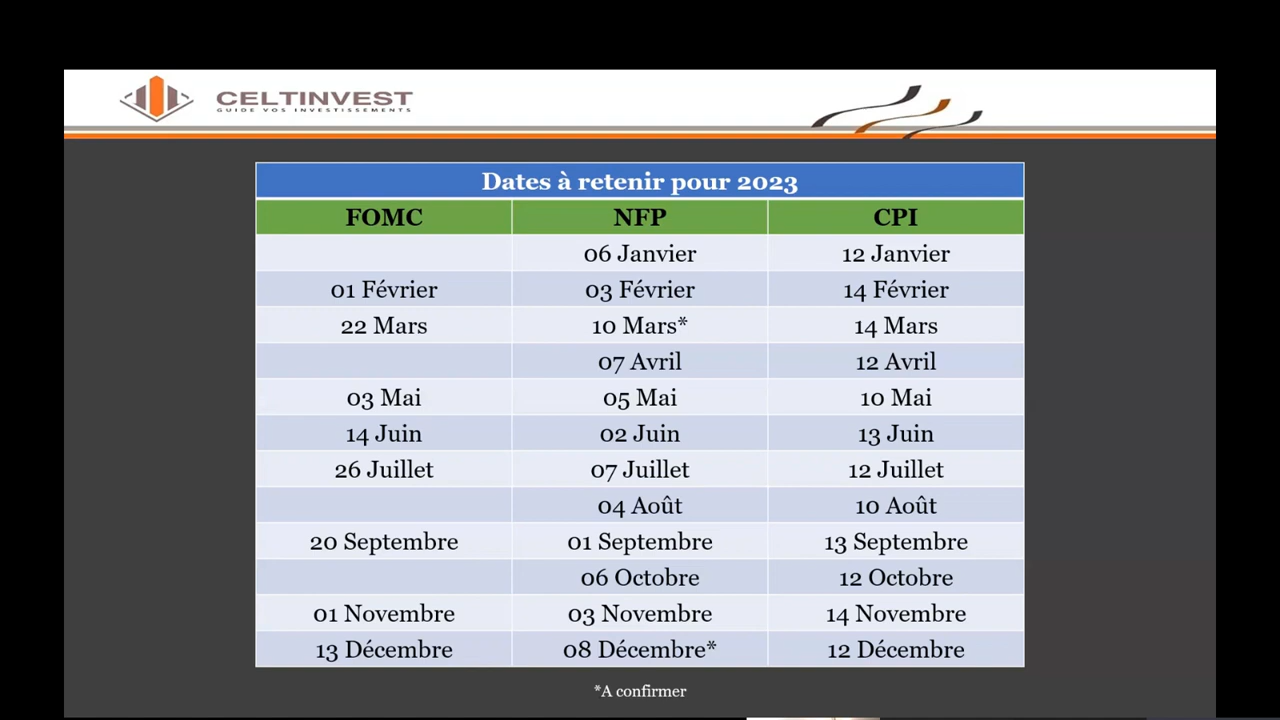 CELTINVEST
GUIDE VOS INVESTISSEMENTS
Dates à retenir pour 2023
FOMC NFP CPI
06 Janvier 12 Janvier
01 Février 03 Février 14 Février
22 Mars 10 Mars* 14 Mars
07 Avril 12 Avril
03 Mai 05 Mai 10 Mai
14 Juin 02 Juin 13 Juin
26 Juillet 07 Juillet 12 Juillet
04 Août 10 Août
20 Septembre 01 Septembre 13 Septembre
06 Octobre 12 Octobre
01 Novembre 03 Novembre 14 Novembre
13 Décembre 08 Décembre* 12 Décembre
*A confirmer